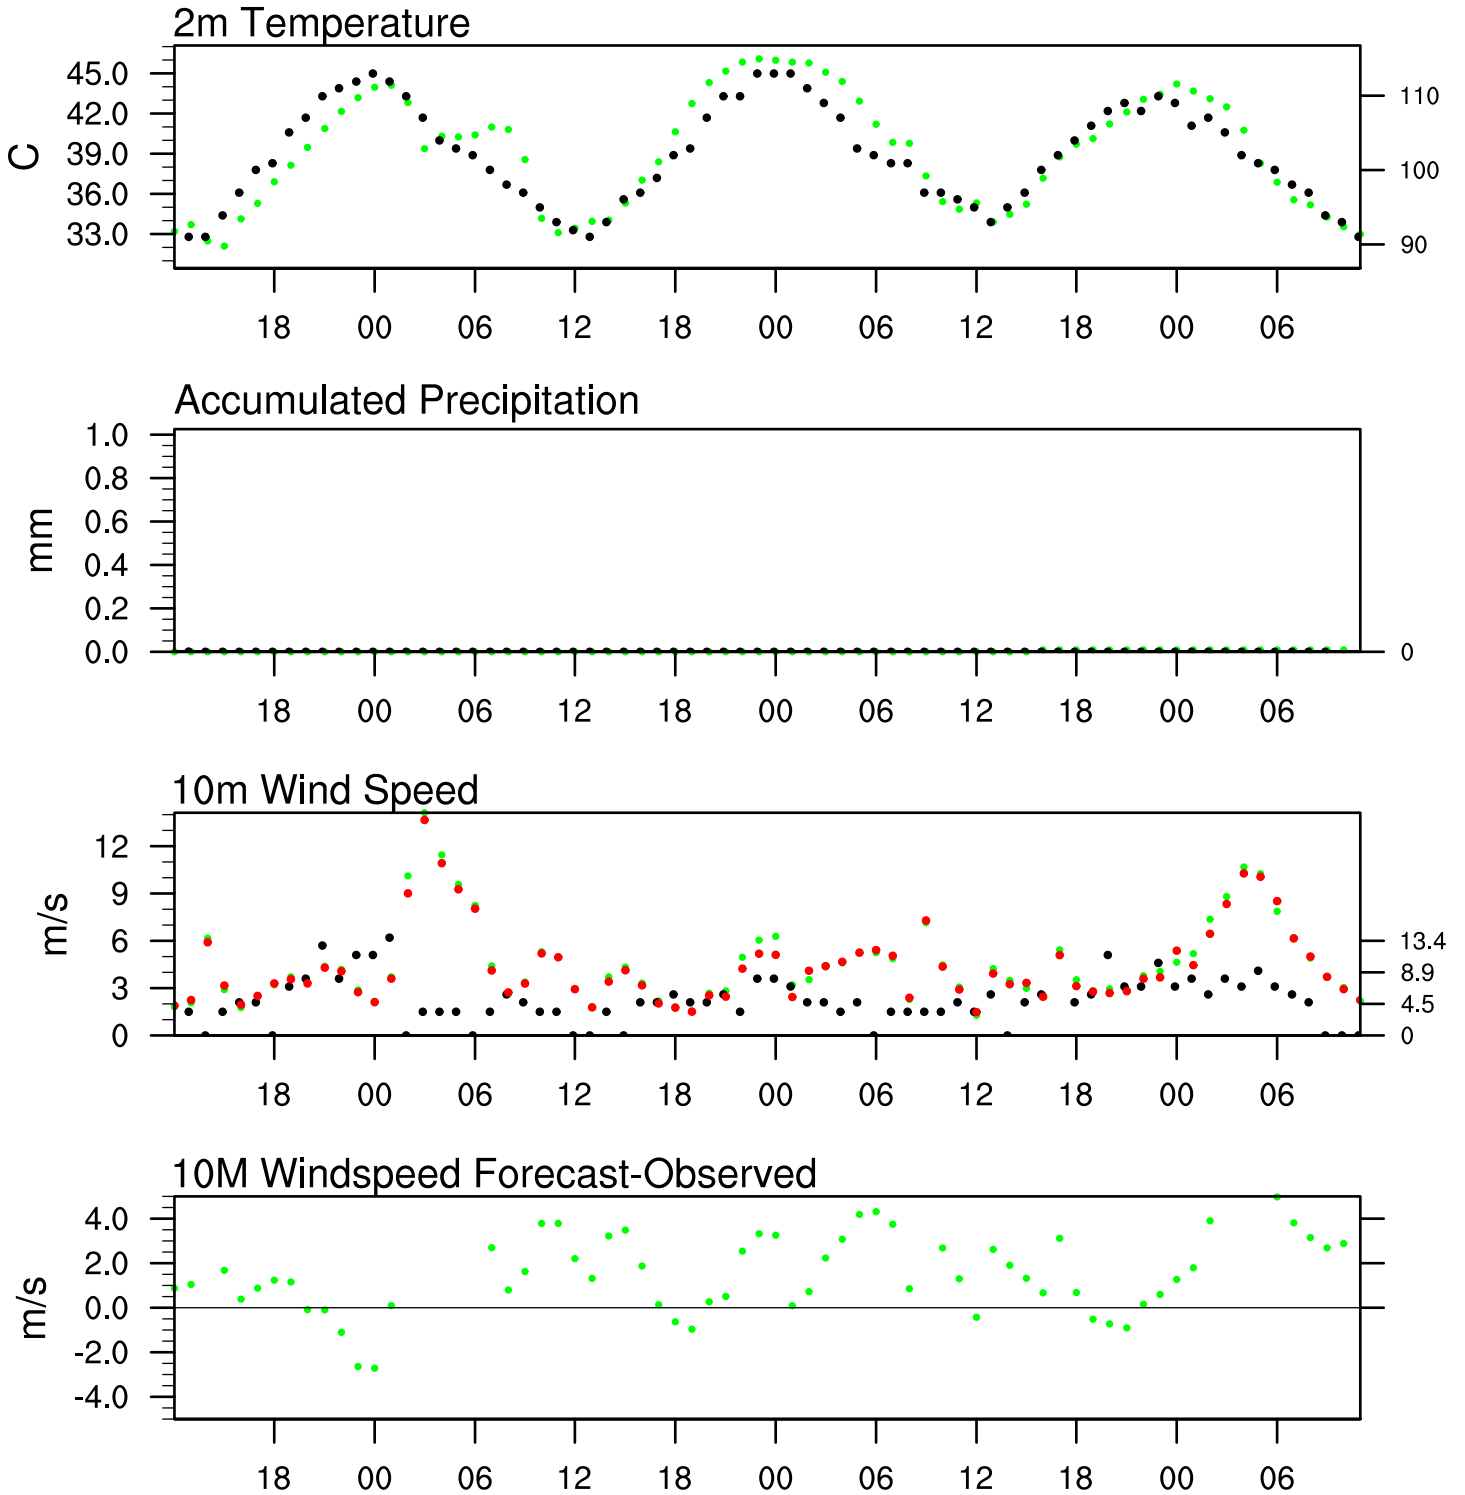 2m Temperature
45.0
42.0
39.0
36.0
33.0
C
110
100
90
18 00 06 12 18 00 06 12 18 00 06
Accumulated Precipitation
1.0
0.8
0.6
0.4
0.2
0.0
mm
0
18 00 06 12 18 00 06 12 18 00 06
10m Wind Speed
12
9
6
3
0
m/s
13.4
8.9
4.5
0
18 00 06 12 18 00 06 12 18 00 06
10M Windspeed Forecast-Observed
4.0
2.0
0.0
-2.0
-4.0
m/s
18 00 06 12 18 00 06 12 18 00 06